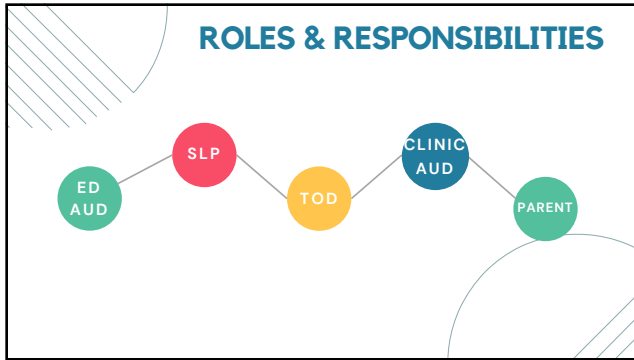 ROLES & RESPONSIBILITIES
ED
AUD
SLP
TOD
CLINIC
AUD
PARENT